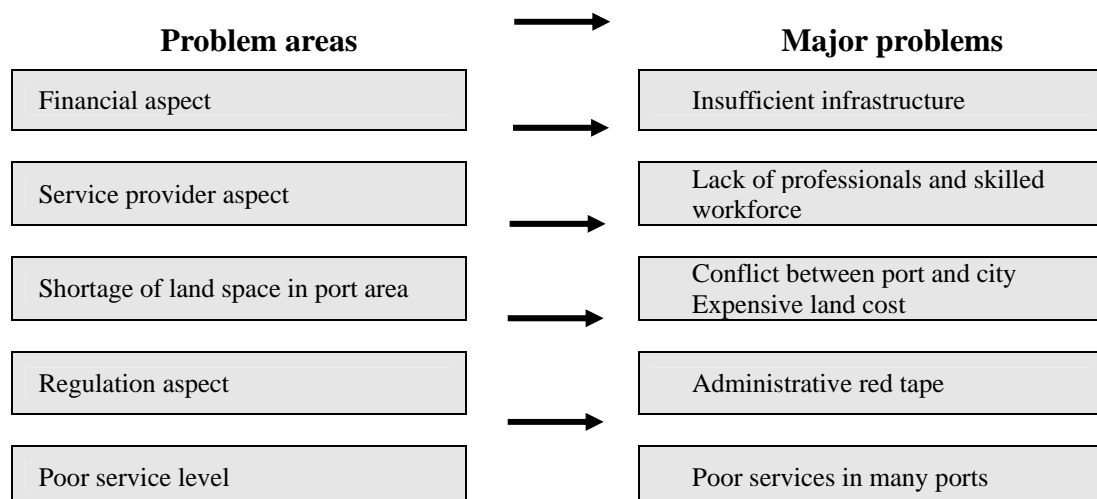 Problem areas
Major problems
Financial aspect
Insufficient infrastructure
Service provider aspect
Lack of professionals and skilled
workforce
Shortage of land space in port area
Conflict between port and city
Expensive land cost
Regulation aspect
Administrative red tape
Poor service level
Poor services in many ports